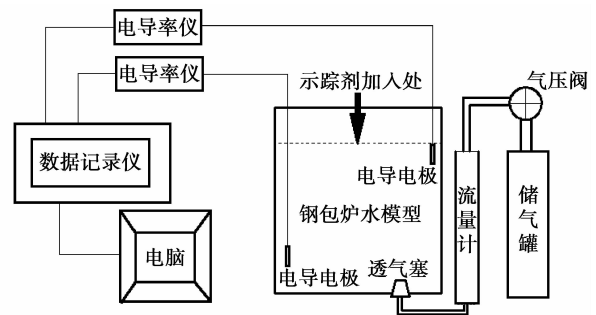 电导率仪
电导率仪
示踪剂加入处
气压阀
数据记录仪
电导电极
钢包炉水模型
流量计
储气罐
电脑
透气塞
电导电极